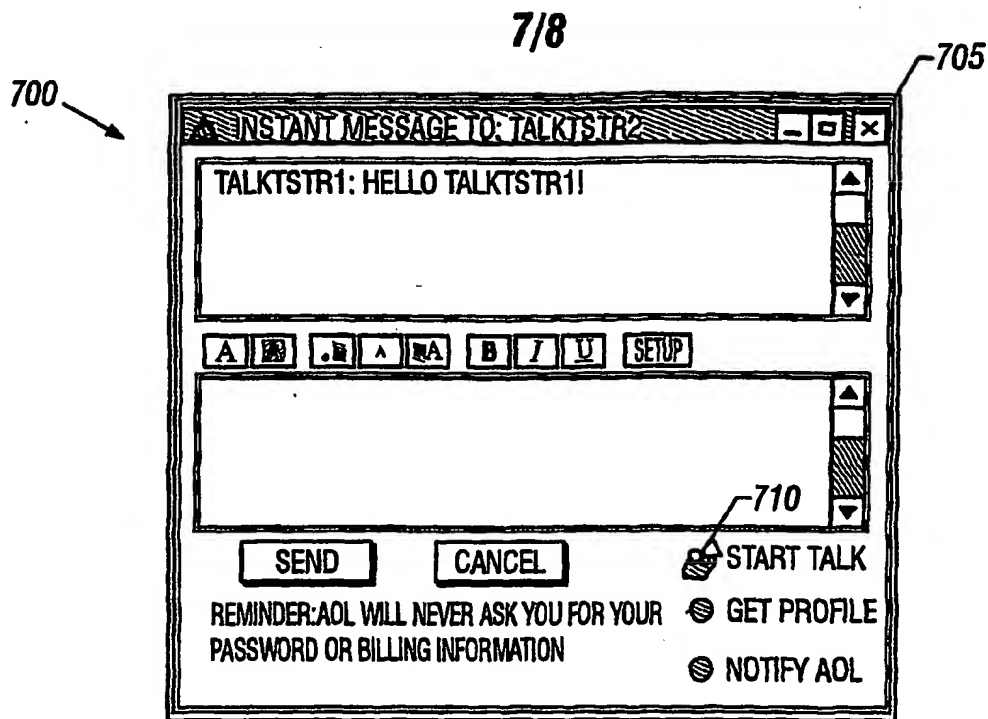 7/8
700
705
INSTANT MESSAGE TO: TALKTSTR2
TALKTSTR1: HELLO TALKTSTR1!
A A . A A B I U SETUP
710
SEND CANCEL START TALK
REMINDER:AOL WILL NEVER ASK YOU FOR YOUR
PASSWORD OR BILLING INFORMATION
GET PROFILE
NOTIFY AOL